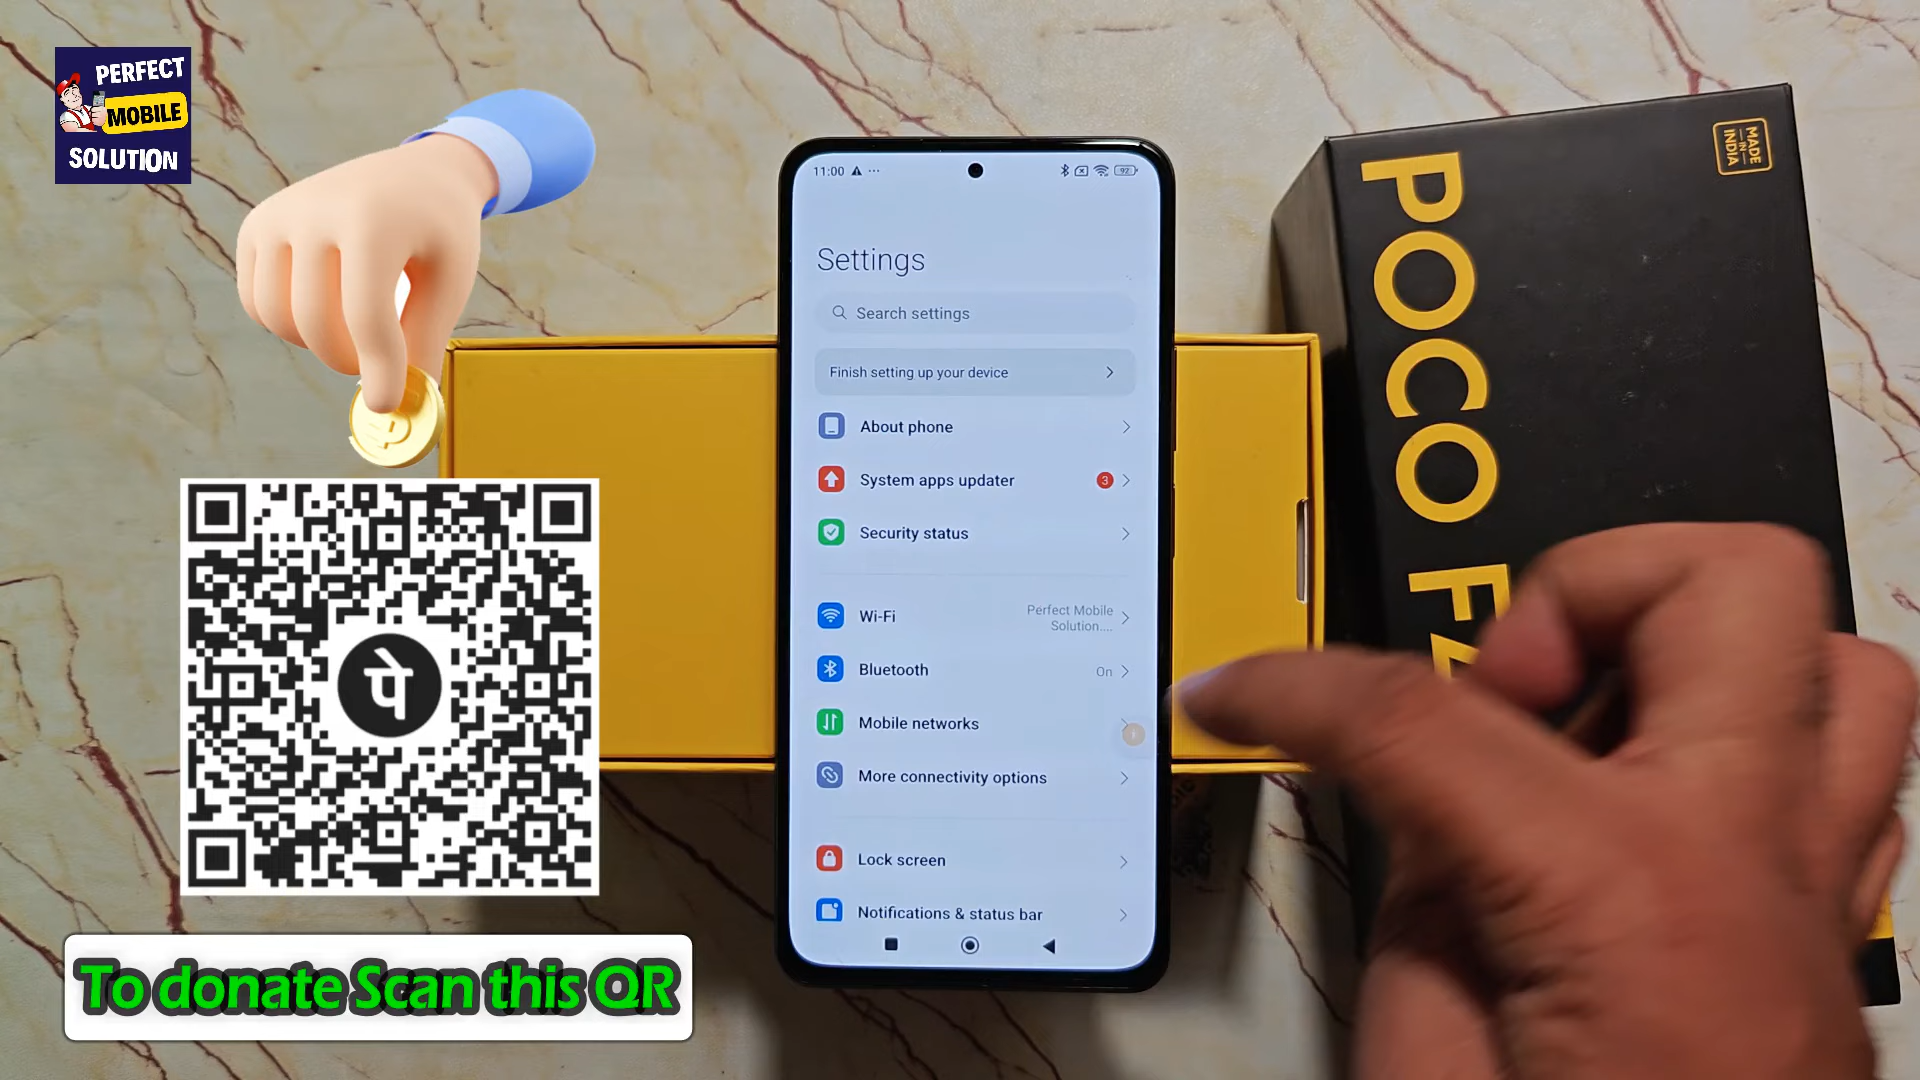 PERFECT
MOBILE
SOLUTION
11:00
92
Settings
Search settings
Finish setting up your device
About phone
System apps updater
3
Security status
Wi-Fi
Perfect Mobile
Solution....
Bluetooth
On
Mobile networks
More connectivity options
Lock screen
Notifications & status bar
पे
To donate Scan this QR
MADE
IN
INDIA
POCO F4